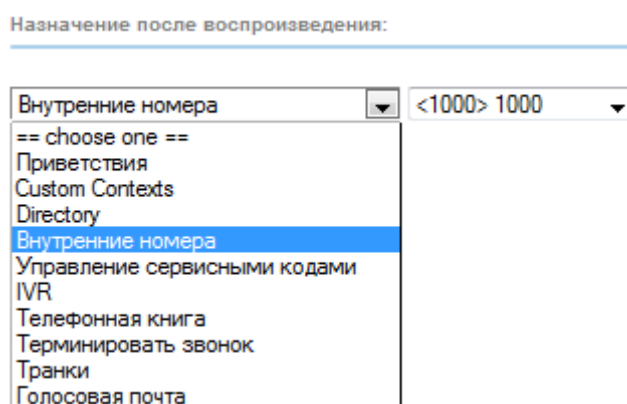 Назначение после воспроизведения:
Внутренние номера <1000> 1000
== choose one ==
Приветствия
Custom Contexts
Directory
Внутренние номера
Управление сервисными кодами
IVR
Телефонная книга
Терминировать звонок
Транки
Голосовая почта